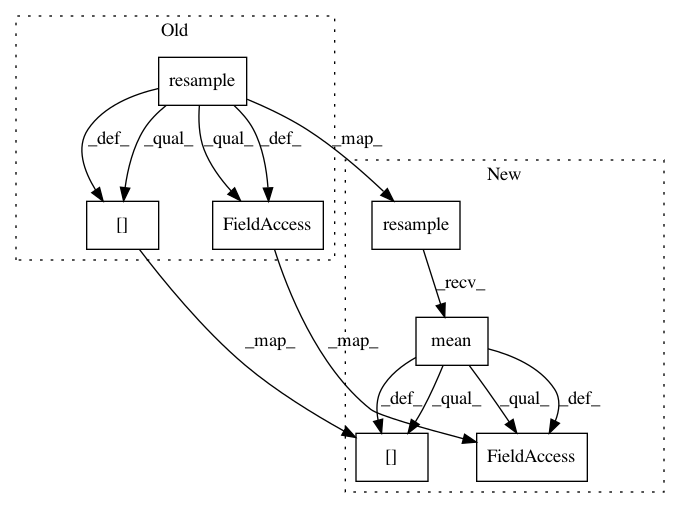 Old
resample
_def_ _qual_ _qual_ _def_ _map_
New
[] FieldAccess resample
_recv_
_map_ _map_ mean
_def_ _qual_ _qual_ _def_
[] FieldAccess